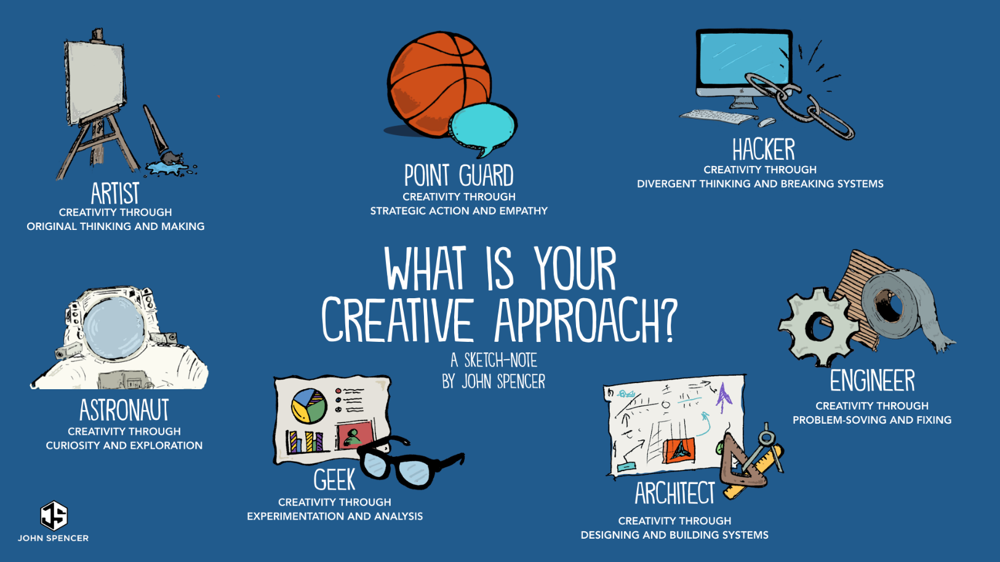 ARTIST
CREATIVITY THROUGH
ORIGINAL THINKING AND MAKING
POINT GUARD
CREATIVITY THROUGH
STRATEGIC ACTION AND EMPATHY
HACKER
CREATIVITY THROUGH
DIVERGENT THINKING AND BREAKING SYSTEMS
WHAT IS YOUR
CREATIVE APPROACH?
A SKETCH-NOTE
BY JOHN SPENCER
ASTRONAUT
CREATIVITY THROUGH
CURIOSITY AND EXPLORATION
GEEK
CREATIVITY THROUGH
EXPERIMENTATION AND ANALYSIS
ARCHITECT
CREATIVITY THROUGH
DESIGNING AND BUILDING SYSTEMS
ENGINEER
CREATIVITY THROUGH
PROBLEM-SOVING AND FIXING
JS
JOHN SPENCER